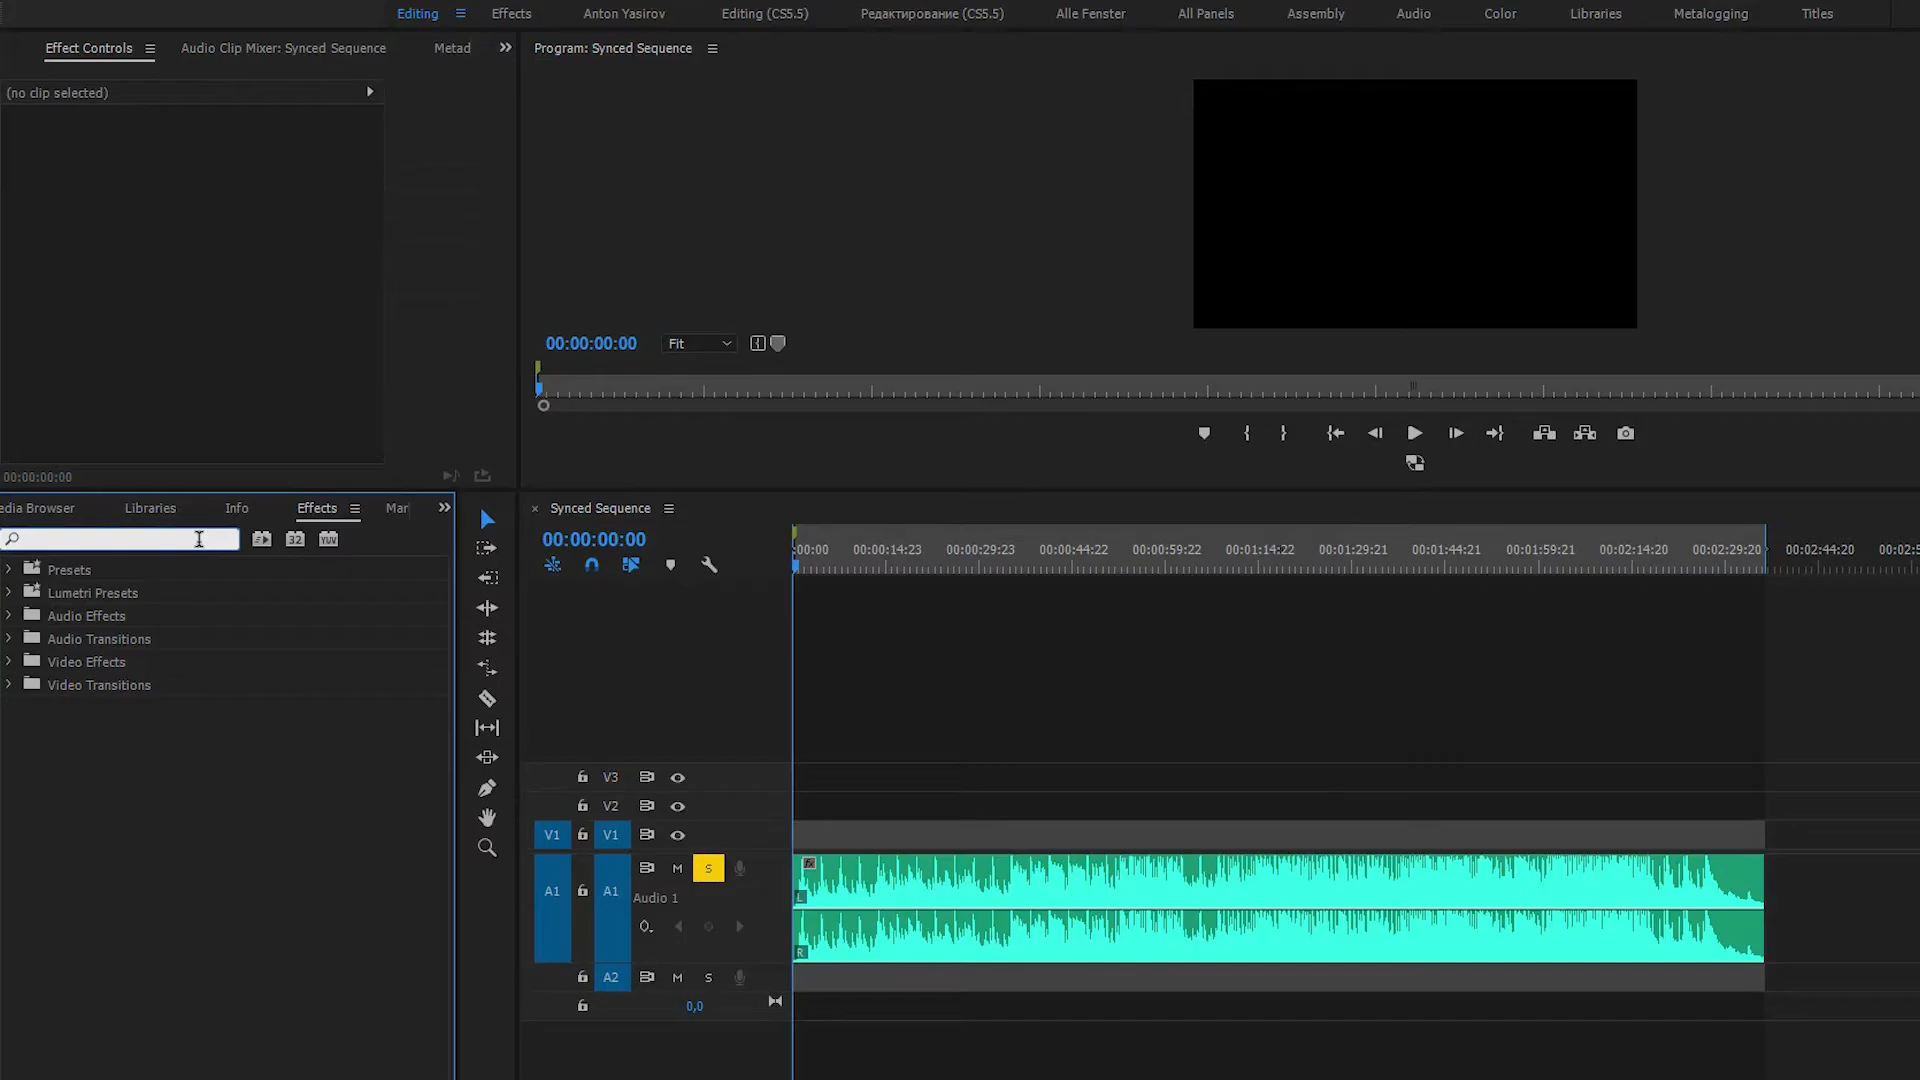 Editing Effects Anton Yasirov Editing (CS5.5) Редактирование (CS5.5) Alle Fenster All Panels Assembly Audio Color Libraries Metalogging Titles
Effect Controls Audio Clip Mixer: Synced Sequence Metad
(no clip selected)
00:00:00:00
Program: Synced Sequence
00:00:00:00 Fit
edia Browser Libraries Info Effects Mar
32 YUV
Presets
Lumetri Presets
Audio Effects
Audio Transitions
Video Effects
Video Transitions
Synced Sequence
00:00:00:00
:00:00 00:00:14:23 00:00:29:23 00:00:44:22 00:00:59:22 00:01:14:22 00:01:29:21 00:01:44:21 00:01:59:21 00:02:14:20 00:02:29:20 00:02:44:20 00:02:5
V3
V2
V1 V1
A1 A1 M S
Audio 1
fx
L
R
A2 M S
0,0